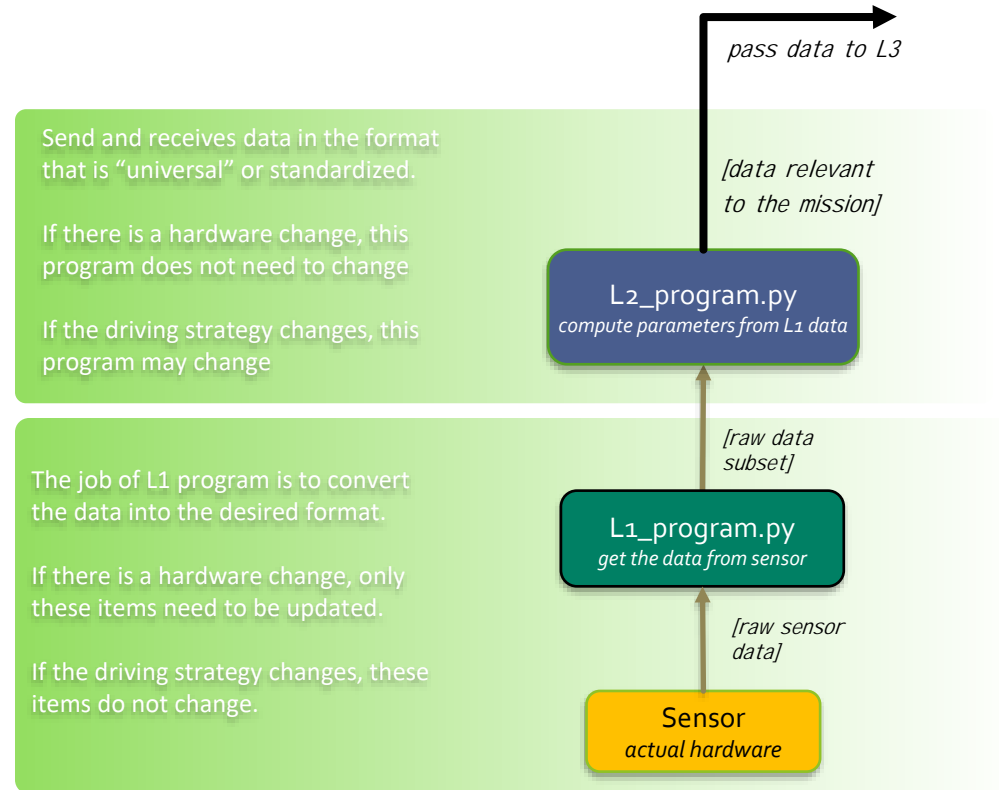 pass data to L3
Send and receives data in the format
that is “universal” or standardized.
If there is a hardware change, this
program does not need to change
If the driving strategy changes, this
program may change
[data relevant
to the mission]
L2_program.py
compute parameters from L1 data
[raw data
subset]
The job of L1 program is to convert
the data into the desired format.
If there is a hardware change, only
these items need to be updated.
If the driving strategy changes, these
items do not change.
L1_program.py
get the data from sensor
[raw sensor
data]
Sensor
actual hardware